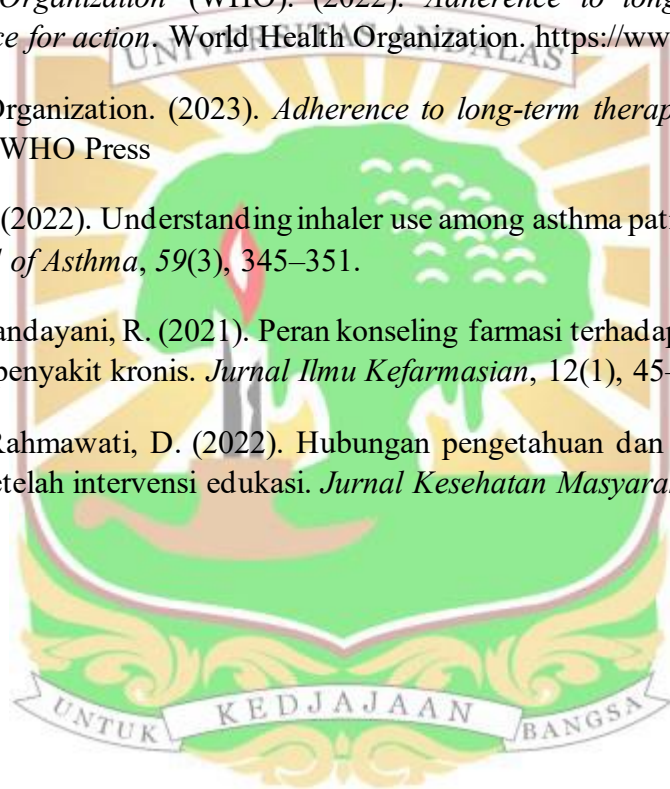 Organization (WHO). (2022). Adherence to long-
ce for action. World Health Organization. https://www
UNIVERSITAS ANDALAS
Organization. (2023). Adherence to long-term therap
WHO Press
(2022). Understanding inhaler use among asthma pati
of Asthma, 59(3), 345–351.
andayani, R. (2021). Peran konseling farmasi terhadap
penyakit kronis. Jurnal Ilmu Kefarmasian, 12(1), 45–
Rahmawati, D. (2022). Hubungan pengetahuan dan
etelah intervensi edukasi. Jurnal Kesehatan Masyara
UNTUK KEDJAJAAN BANGSA